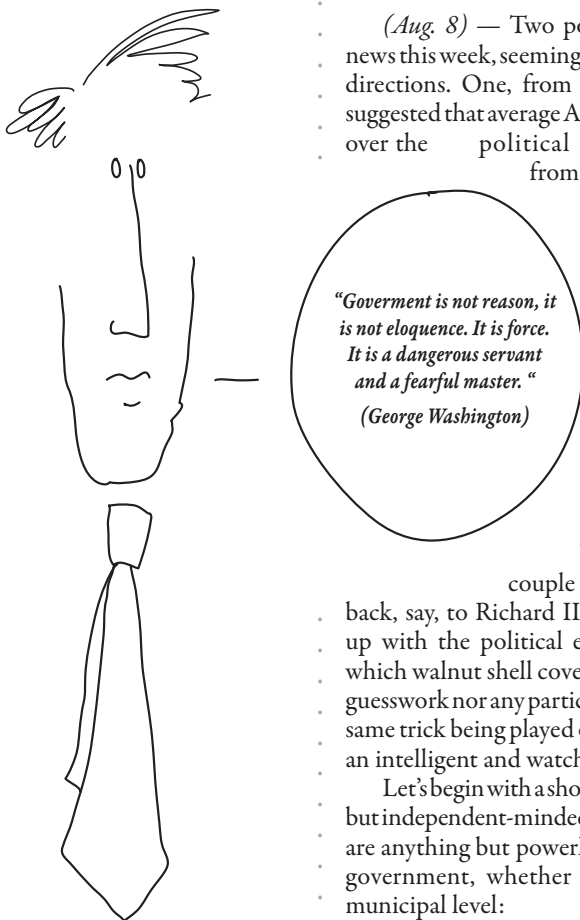 (Aug. 8) — Two po
news this week, seeming
directions. One, from
suggested that average A
over the political
from
“Goverment is not reason, it
is not eloquence. It is force.
It is a dangerous servant
and a fearful master. “
(George Washington)
couple
back, say, to Richard II
up with the political e
which walnut shell cove
guesswork nor any partic
same trick being played o
an intelligent and watch
Let’s begin with a sho
but independent-minded
are anything but powerl
government, whether
municipal level: